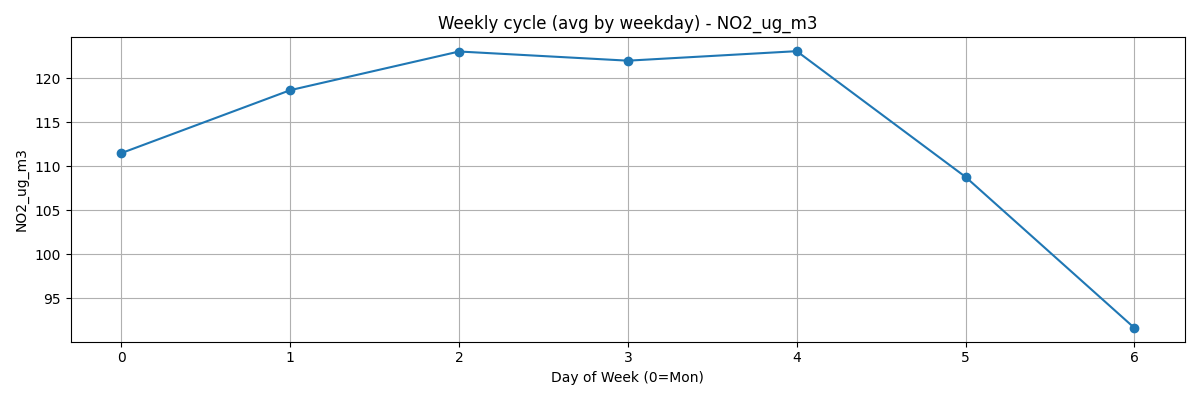 Weekly cycle (avg by weekday) - NO2_ug_m3
NO2_ug_m3
120
115
110
105
100
95
0 1 2 3 4 5 6
Day of Week (0=Mon)